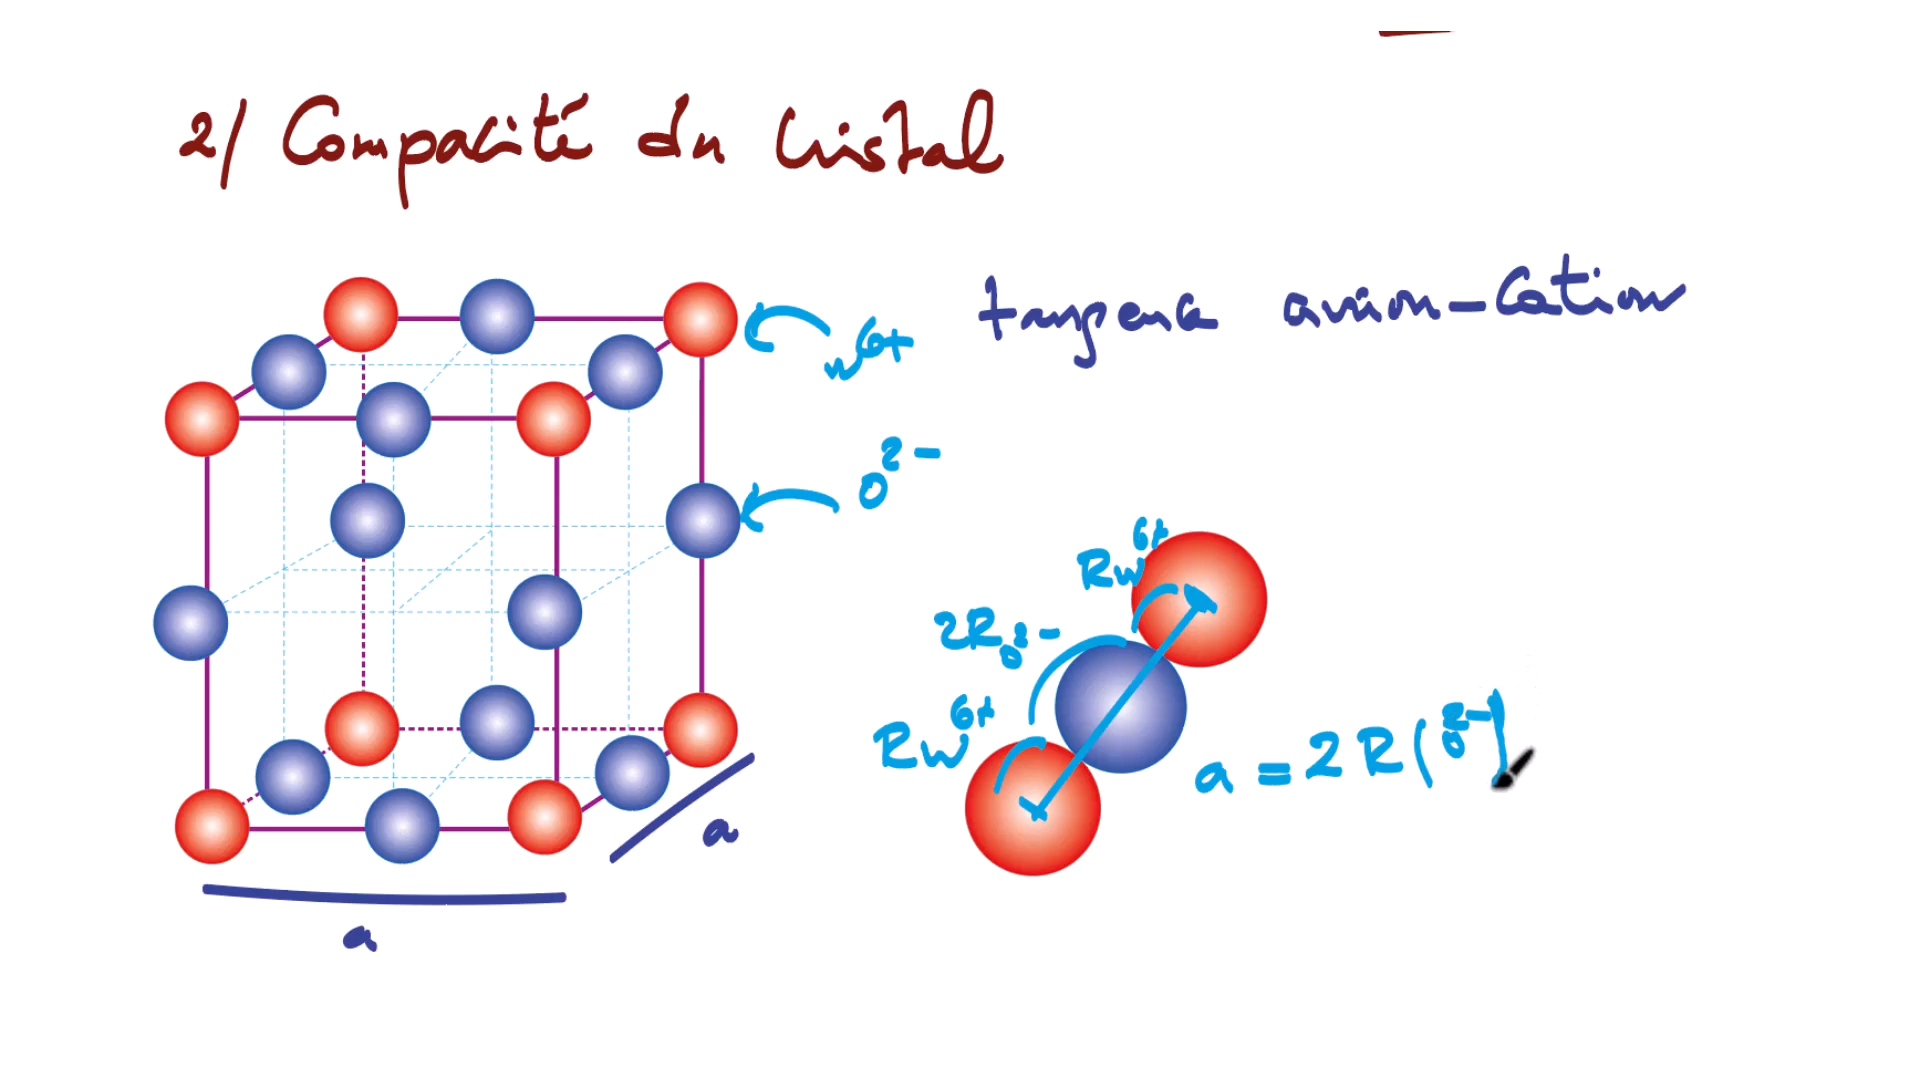 2/ Compacité du Cristal
tangence anion-Cation
W6+
O2-
RW6+
2RO2-
RW6+
a = 2R(O2-)
a
a